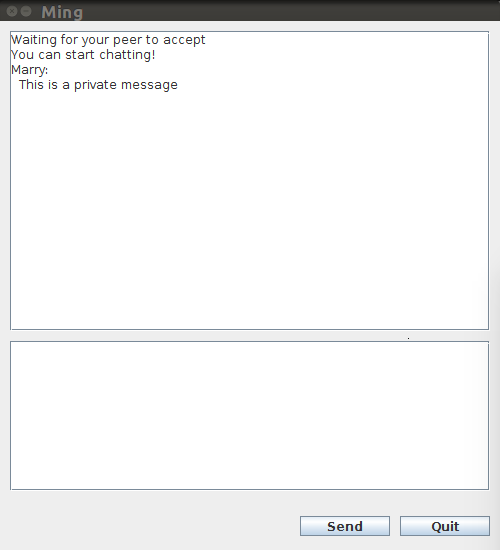 Ming
Waiting for your peer to accept
You can start chatting!
Marry:
This is a private message
Send
Quit